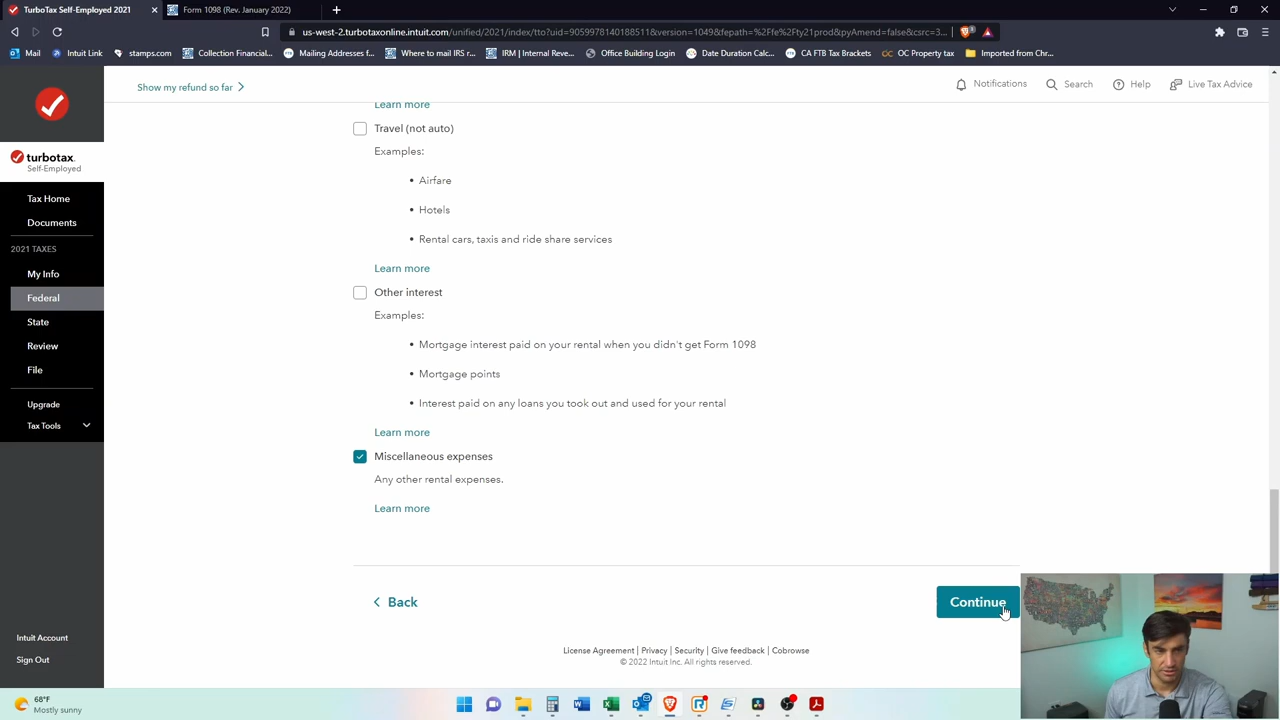 TurboTax Self-Employed 2021
Form 1098 (Rev. January 2022)
us-west-2.turbotaxonline.intuit.com/unified/2021/index/tto?uid=9059978140188511&version=1049&fepath=%2Ffe%2Fty21prod&pyAmend=false&csrc=3...
Mail
Intuit Link
stamps.com
Collection Financial...
Mailing Addresses f...
Where to mail IRS r...
IRM | Internal Reve...
Office Building Login
Date Duration Calc...
CA FTB Tax Brackets
OC Property tax
Imported from Chr...
Show my refund so far
Notifications
Search
Help
Live Tax Advice
turbotax
Self-Employed
Tax Home
Documents
2021 TAXES
My Info
Federal
State
Review
File
Upgrade
Tax Tools
Intuit Account
Sign Out
Learn more
Travel (not auto)
Examples:
• Airfare
• Hotels
• Rental cars, taxis and ride share services
Learn more
Other interest
Examples:
• Mortgage interest paid on your rental when you didn't get Form 1098
• Mortgage points
• Interest paid on any loans you took out and used for your rental
Learn more
Miscellaneous expenses
Any other rental expenses.
Learn more
Back
Continue
License Agreement | Privacy | Security | Give feedback | Cobrowse
© 2022 Intuit Inc. All rights reserved.
68°F
Mostly sunny